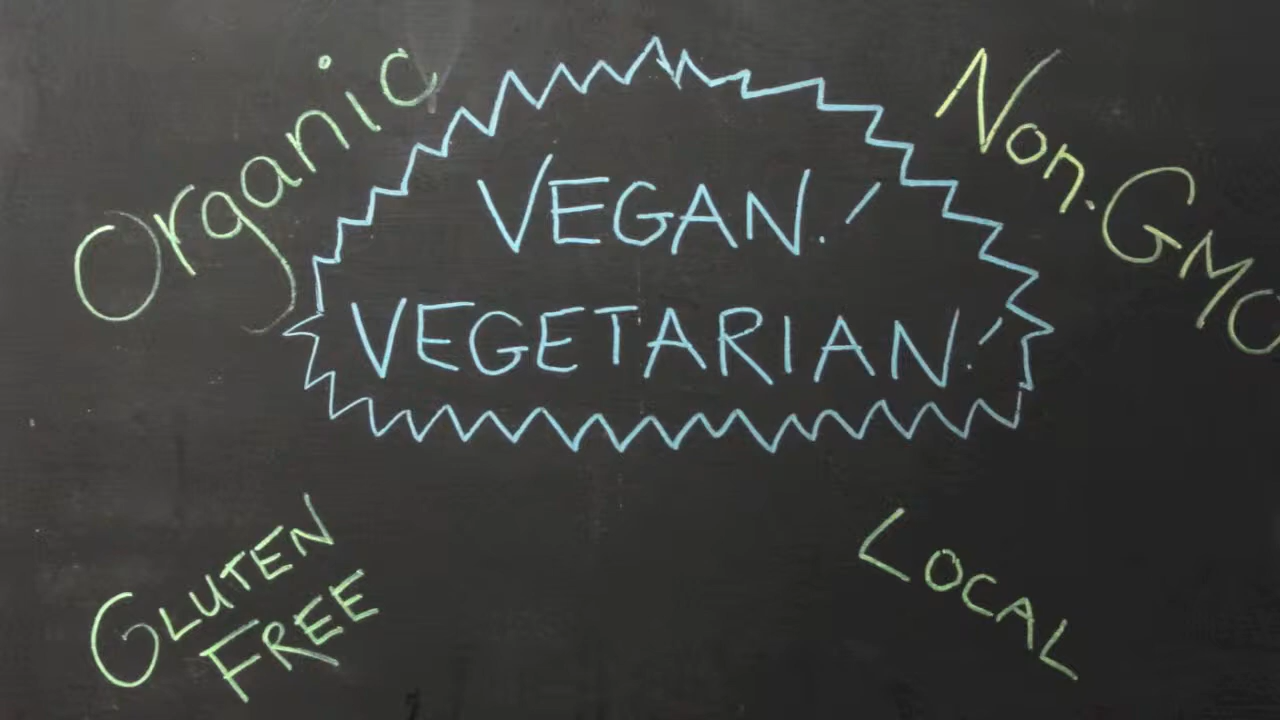 Organic
Non-GMO
VEGAN!
VEGETARIAN!
GLUTEN
FREE
LOCAL